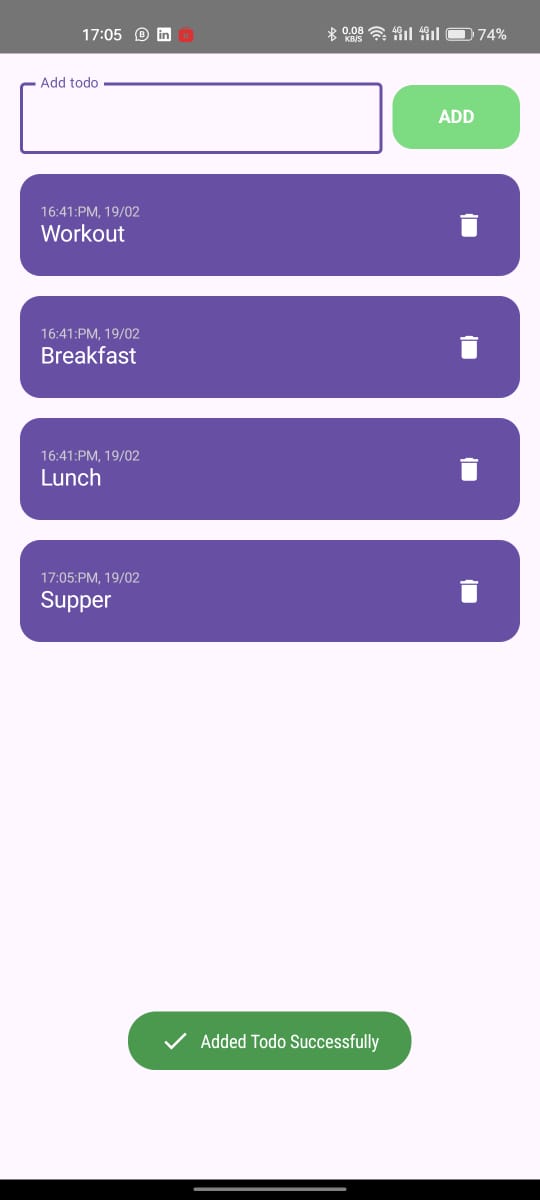 17:05 0.08 KB/S 4G 4G 74%
Add todo
ADD
16:41:PM, 19/02
Workout
16:41:PM, 19/02
Breakfast
16:41:PM, 19/02
Lunch
17:05:PM, 19/02
Supper
Added Todo Successfully